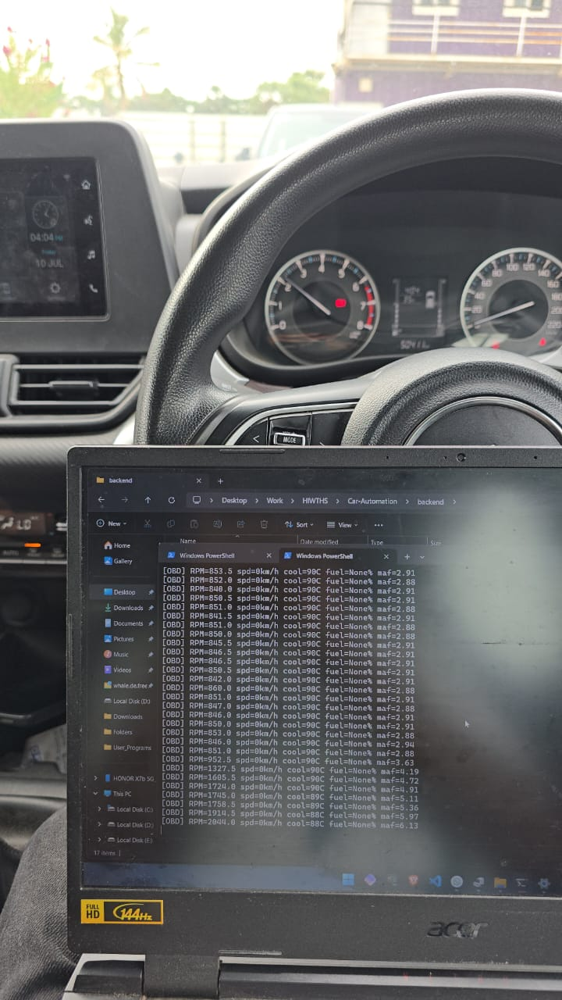 04:04 PM
Friday
10 JUL
MODE
backend
Desktop > Work > HIWTHS > Car-Automation > backend >
New
Sort
View
Name
Date modified
Type
Size
Home
Gallery
Desktop
Downloads
Documents
Pictures
Music
Videos
whale.de.free
Local Disk (D:)
Downloads
Folders
User_Programs
HONOR X7b 5G
This PC
Local Disk (C:)
Local Disk (D:)
Local Disk (E:)
17 items
Windows PowerShell
Windows PowerShell
[OBD] RPM=853.5 spd=0km/h cool=90C fuel=None% maf=2.91
[OBD] RPM=852.0 spd=0km/h cool=90C fuel=None% maf=2.88
[OBD] RPM=840.0 spd=0km/h cool=90C fuel=None% maf=2.91
[OBD] RPM=850.5 spd=0km/h cool=90C fuel=None% maf=2.91
[OBD] RPM=851.0 spd=0km/h cool=90C fuel=None% maf=2.88
[OBD] RPM=841.5 spd=0km/h cool=90C fuel=None% maf=2.91
[OBD] RPM=851.0 spd=0km/h cool=90C fuel=None% maf=2.88
[OBD] RPM=850.0 spd=0km/h cool=90C fuel=None% maf=2.88
[OBD] RPM=845.5 spd=0km/h cool=90C fuel=None% maf=2.91
[OBD] RPM=846.5 spd=0km/h cool=90C fuel=None% maf=2.91
[OBD] RPM=846.5 spd=0km/h cool=90C fuel=None% maf=2.91
[OBD] RPM=850.5 spd=0km/h cool=90C fuel=None% maf=2.91
[OBD] RPM=842.0 spd=0km/h cool=90C fuel=None% maf=2.91
[OBD] RPM=860.0 spd=0km/h cool=90C fuel=None% maf=2.88
[OBD] RPM=851.0 spd=0km/h cool=90C fuel=None% maf=2.91
[OBD] RPM=847.0 spd=0km/h cool=90C fuel=None% maf=2.88
[OBD] RPM=846.0 spd=0km/h cool=90C fuel=None% maf=2.91
[OBD] RPM=850.0 spd=0km/h cool=90C fuel=None% maf=2.91
[OBD] RPM=853.0 spd=0km/h cool=90C fuel=None% maf=2.88
[OBD] RPM=846.0 spd=0km/h cool=90C fuel=None% maf=2.94
[OBD] RPM=851.0 spd=0km/h cool=90C fuel=None% maf=2.88
[OBD] RPM=952.5 spd=0km/h cool=90C fuel=None% maf=3.63
[OBD] RPM=1327.5 spd=0km/h cool=90C fuel=None% maf=4.19
[OBD] RPM=1605.5 spd=0km/h cool=90C fuel=None% maf=4.72
[OBD] RPM=1724.0 spd=0km/h cool=90C fuel=None% maf=4.91
[OBD] RPM=1745.0 spd=0km/h cool=89C fuel=None% maf=5.11
[OBD] RPM=1758.5 spd=0km/h cool=89C fuel=None% maf=5.36
[OBD] RPM=1914.5 spd=0km/h cool=88C fuel=None% maf=5.97
[OBD] RPM=2044.0 spd=0km/h cool=88C fuel=None% maf=6.13
FULL HD
144Hz
acer